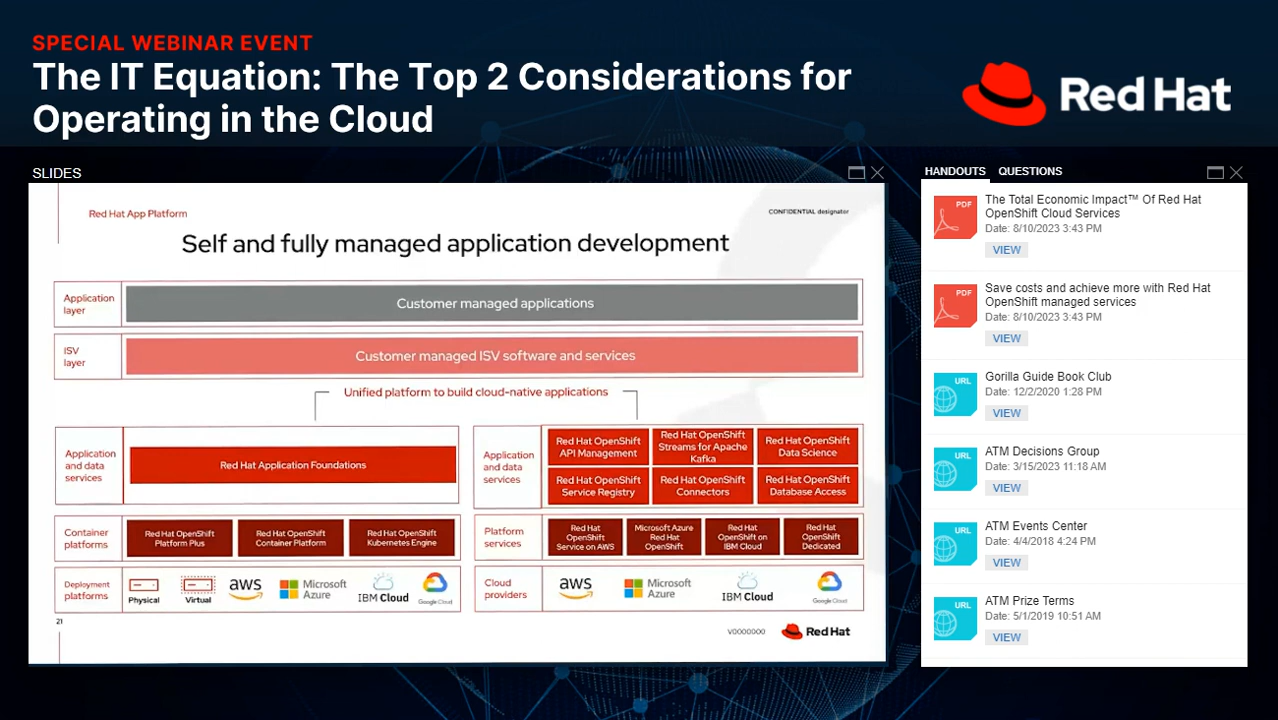 SPECIAL WEBINAR EVENT
The IT Equation: The Top 2 Considerations for
Operating in the Cloud
Red Hat
SLIDES
Red Hat App Platform
CONFIDENTIAL designator
Self and fully managed application development
Application
layer
Customer managed applications
ISV
layer
Customer managed ISV software and services
Unified platform to build cloud-native applications
Application
and data
services
Red Hat Application Foundations
Container
platforms
Red Hat OpenShift
Platform Plus
Red Hat OpenShift
Container Platform
Red Hat OpenShift
Kubernetes Engine
Deployment
platforms
Physical
Virtual
aws
Microsoft
Azure
IBM Cloud
Google Cloud
Application
and data
services
Red Hat OpenShift
API Management
Red Hat OpenShift
Streams for Apache
Kafka
Red Hat OpenShift
Data Science
Red Hat OpenShift
Service Registry
Red Hat OpenShift
Connectors
Red Hat OpenShift
Database Access
Platform
services
Red Hat
OpenShift
Service on AWS
Microsoft Azure
Red Hat
OpenShift
Red Hat
OpenShift on
IBM Cloud
Red Hat
OpenShift
Dedicated
Cloud
providers
aws
Microsoft
Azure
IBM Cloud
Google Cloud
21
V0000000
Red Hat
HANDOUTS QUESTIONS
PDF
The Total Economic Impact™ Of Red Hat
OpenShift Cloud Services
Date: 8/10/2023 3:43 PM
VIEW
PDF
Save costs and achieve more with Red Hat
OpenShift managed services
Date: 8/10/2023 3:43 PM
VIEW
URL
Gorilla Guide Book Club
Date: 12/2/2020 1:28 PM
VIEW
URL
ATM Decisions Group
Date: 3/15/2023 11:18 AM
VIEW
URL
ATM Events Center
Date: 4/4/2018 4:24 PM
VIEW
URL
ATM Prize Terms
Date: 5/1/2019 10:51 AM
VIEW